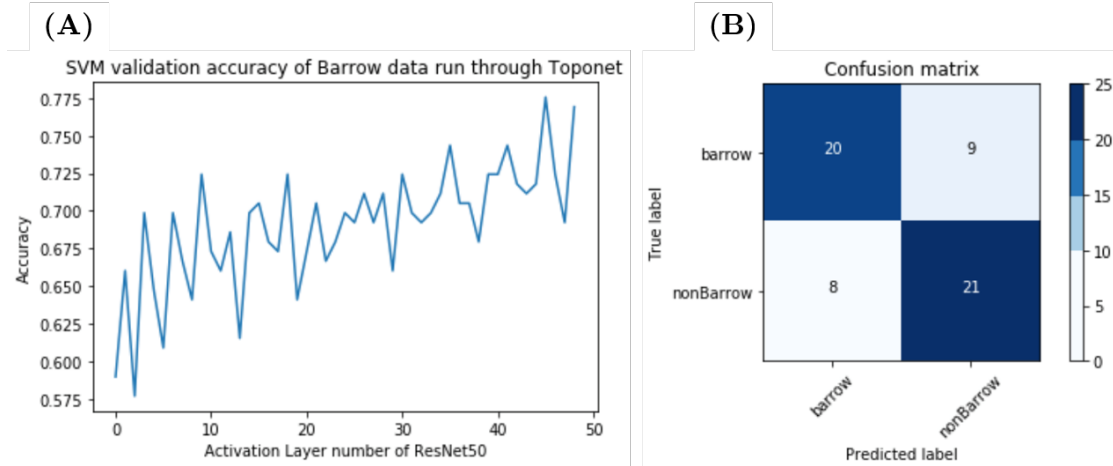 (A)
SVM validation accuracy of Barrow data run through Toponet
Accuracy
0.775
0.750
0.725
0.700
0.675
0.650
0.625
0.600
0.575
0 10 20 30 40 50
Activation Layer number of ResNet50
(B)
Confusion matrix
True label
barrow
nonBarrow
20 9
8 21
barrow nonBarrow
Predicted label
25
20
15
10
5
0